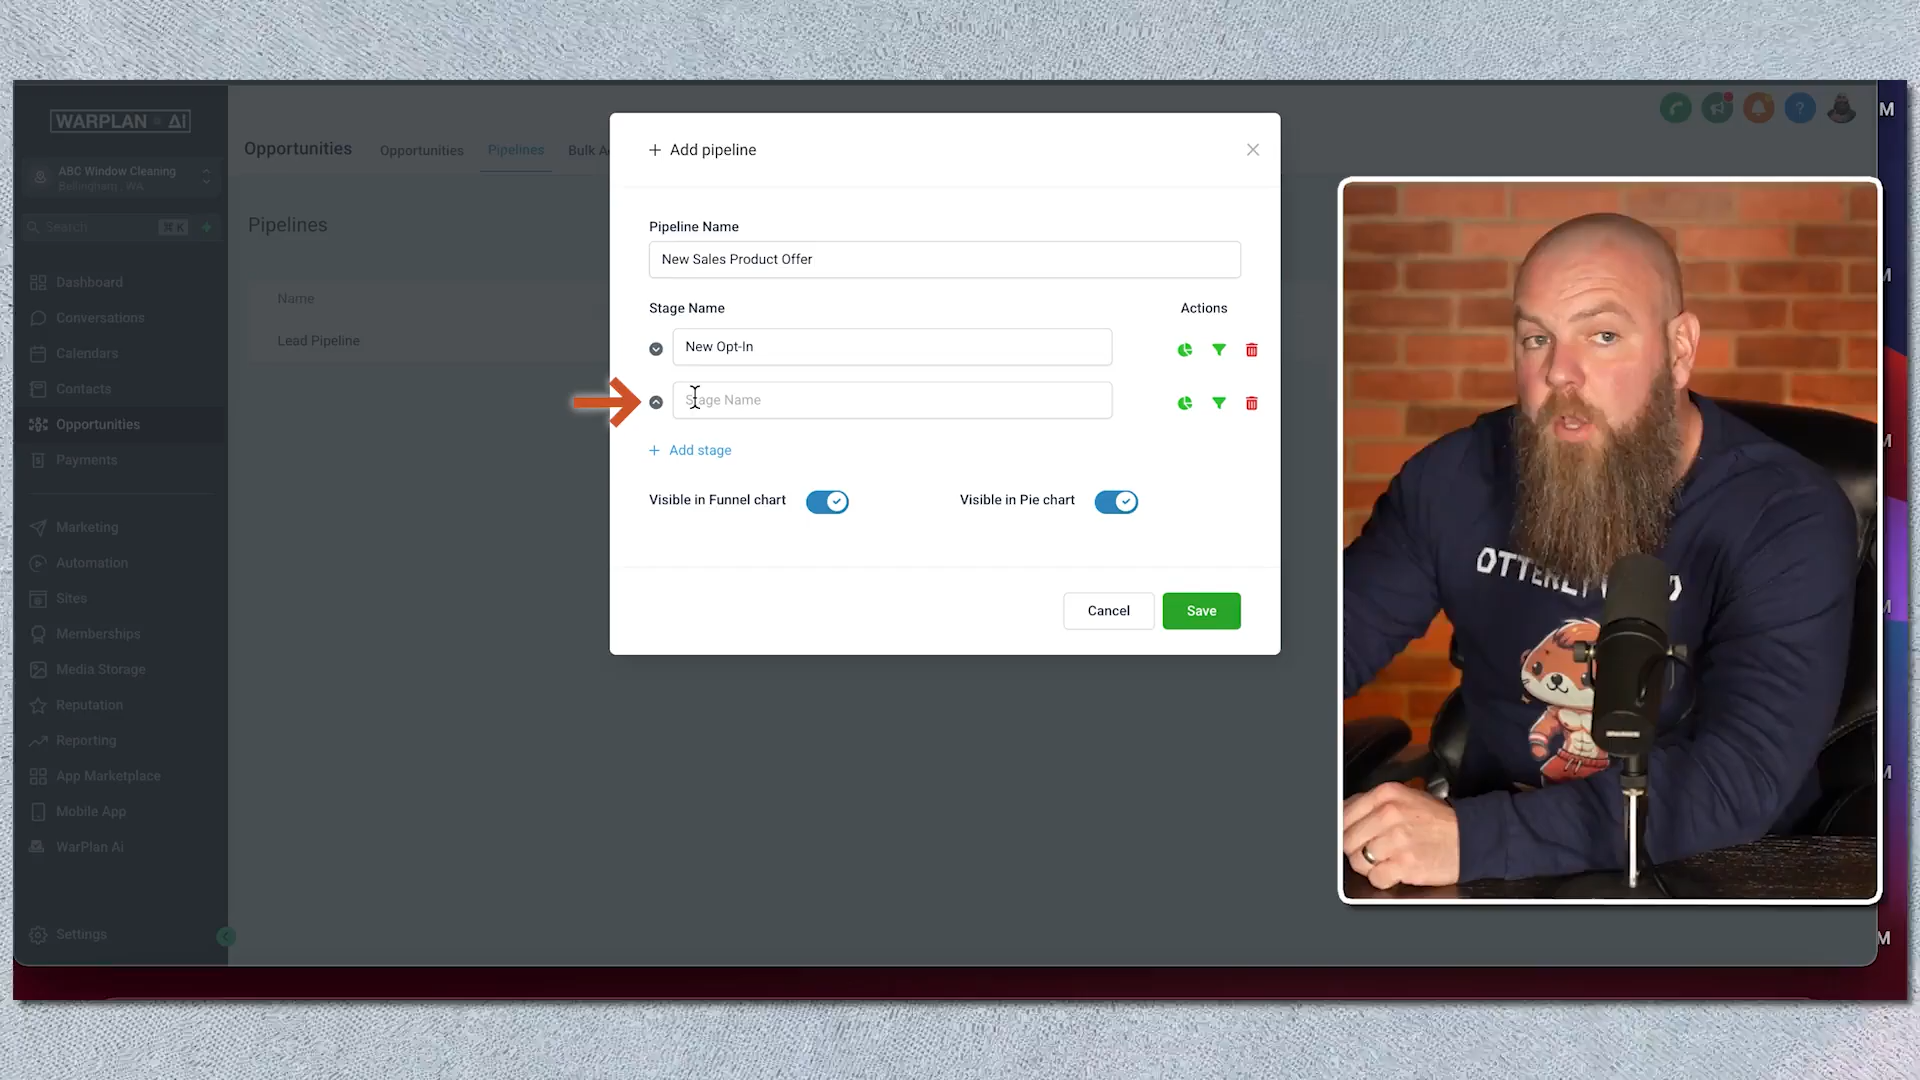 WARPLAN Ai
ABC Window Cleaning
Bellingham, WA
Search
⌘ K
Dashboard
Conversations
Calendars
Contacts
Opportunities
Payments
Marketing
Automation
Sites
Memberships
Media Storage
Reputation
Reporting
App Marketplace
Mobile App
WarPlan Ai
Settings
Opportunities
Opportunities
Pipelines
Bulk A
Pipelines
Name
Lead Pipeline
+ Add pipeline
Pipeline Name
New Sales Product Offer
Stage Name
Actions
New Opt-In
Stage Name
+ Add stage
Visible in Funnel chart
Visible in Pie chart
Cancel
Save
?
M
M
M
M
M
M